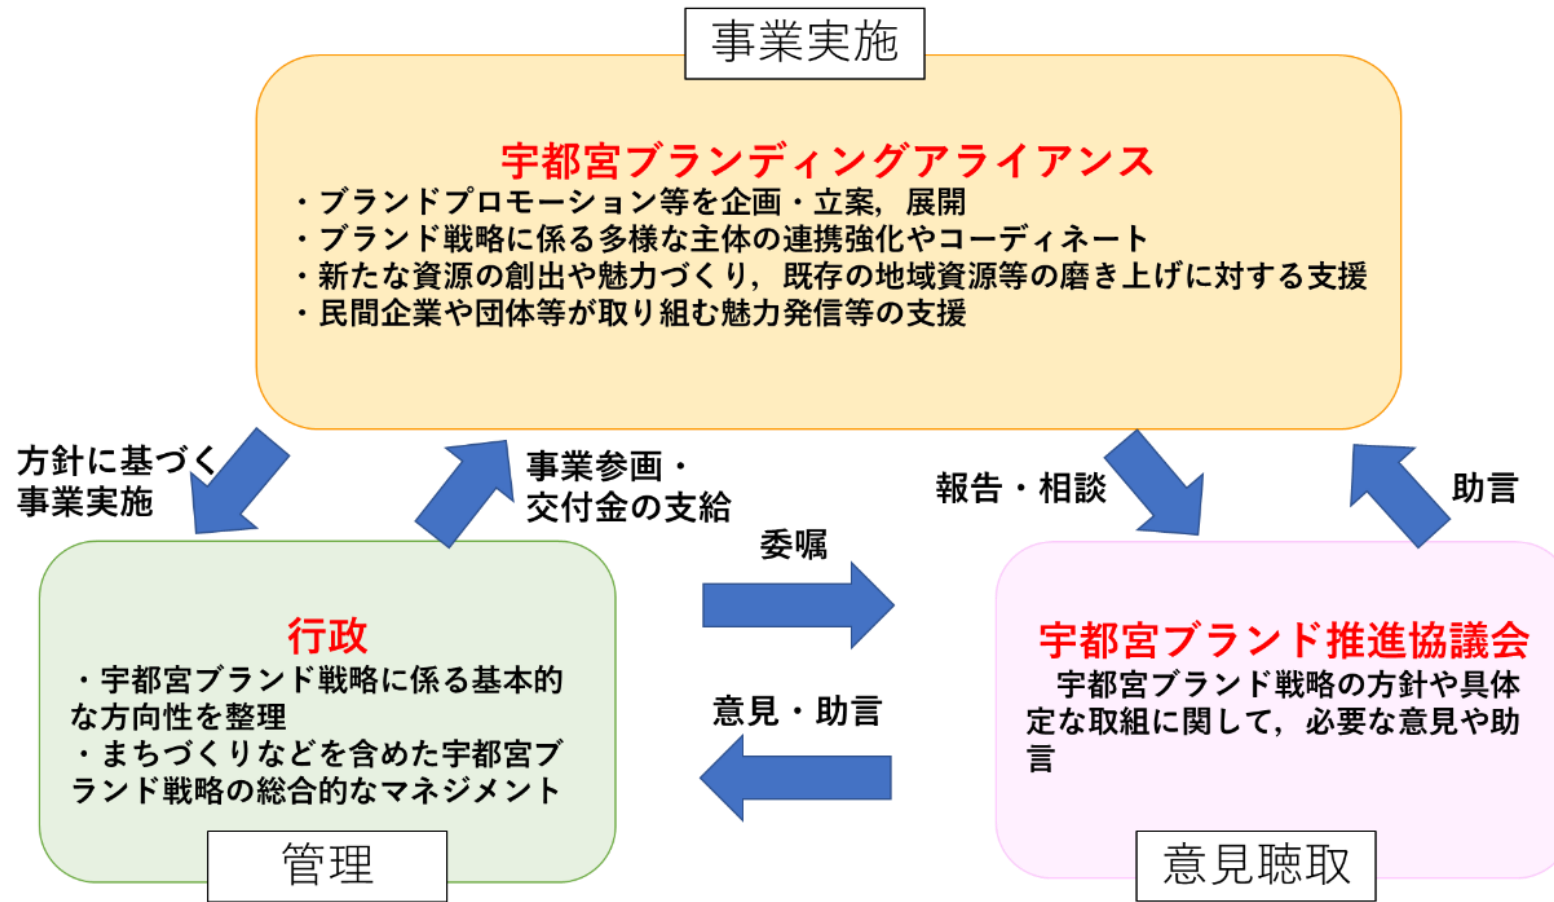 事業実施
宇都宮ブランディングアライアンス
・ブランドプロモーション等を企画・立案，展開
・ブランド戦略に係る多様な主体の連携強化やコーディネート
・新たな資源の創出や魅力づくり，既存の地域資源等の磨き上げに対する支援
・民間企業や団体等が取り組む魅力発信等の支援
方針に基づく
事業実施
事業参画・
交付金の支給
報告・相談
助言
委嘱
意見・助言
行政
・宇都宮ブランド戦略に係る基本的
な方向性を整理
・まちづくりなどを含めた宇都宮ブ
ランド戦略の総合的なマネジメント
管理
宇都宮ブランド推進協議会
宇都宮ブランド戦略の方針や具体
定な取組に関して，必要な意見や助
言
意見聴取